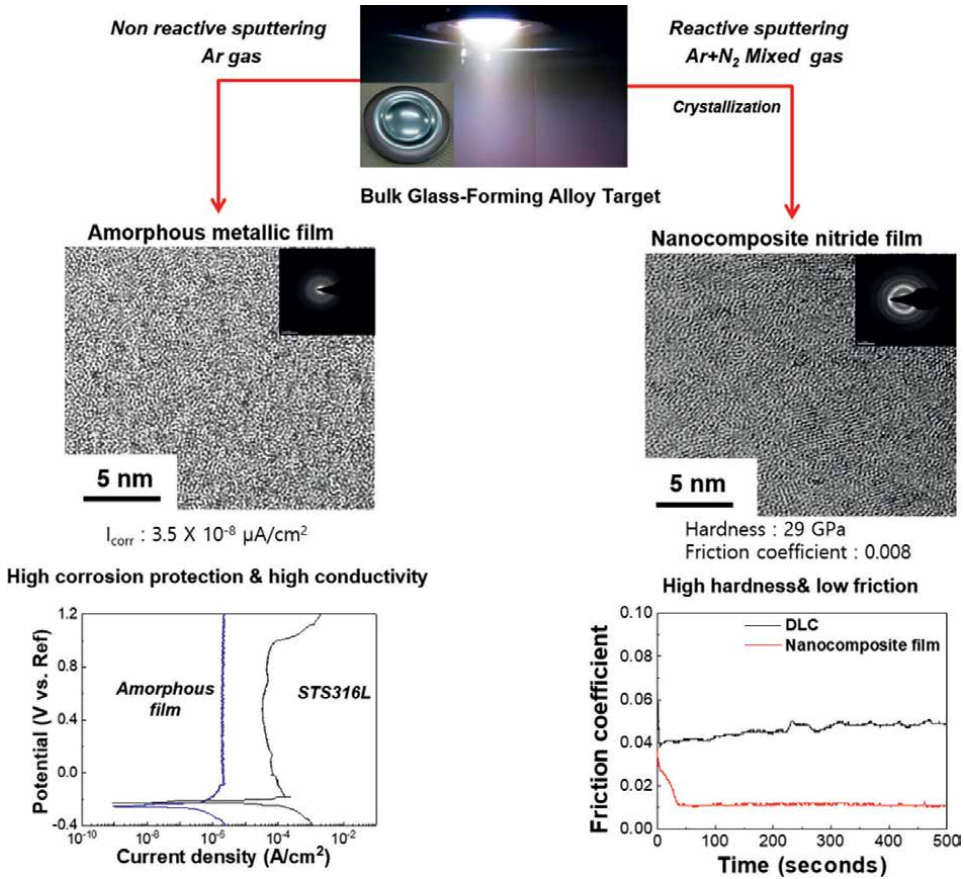 Non reactive sputtering
Ar gas
Reactive sputtering
Ar+N₂ Mixed gas
Crystallization
Bulk Glass-Forming Alloy Target
Amorphous metallic film
5 nm
I_corr : 3.5 X 10⁻⁸ µA/cm²
High corrosion protection & high conductivity
1.2
0.8
0.4
0.0
-0.4
Potential (V vs. Ref)
Amorphous
film
STS316L
10⁻¹⁰
10⁻⁸
10⁻⁶
10⁻⁴
10⁻²
Current density (A/cm²)
Nanocomposite nitride film
5 nm
Hardness : 29 GPa
Friction coefficient : 0.008
High hardness& low friction
0.10
0.08
0.06
0.04
0.02
0.00
Friction coefficient
DLC
Nanocomposite film
0
100
200
300
400
500
Time (seconds)